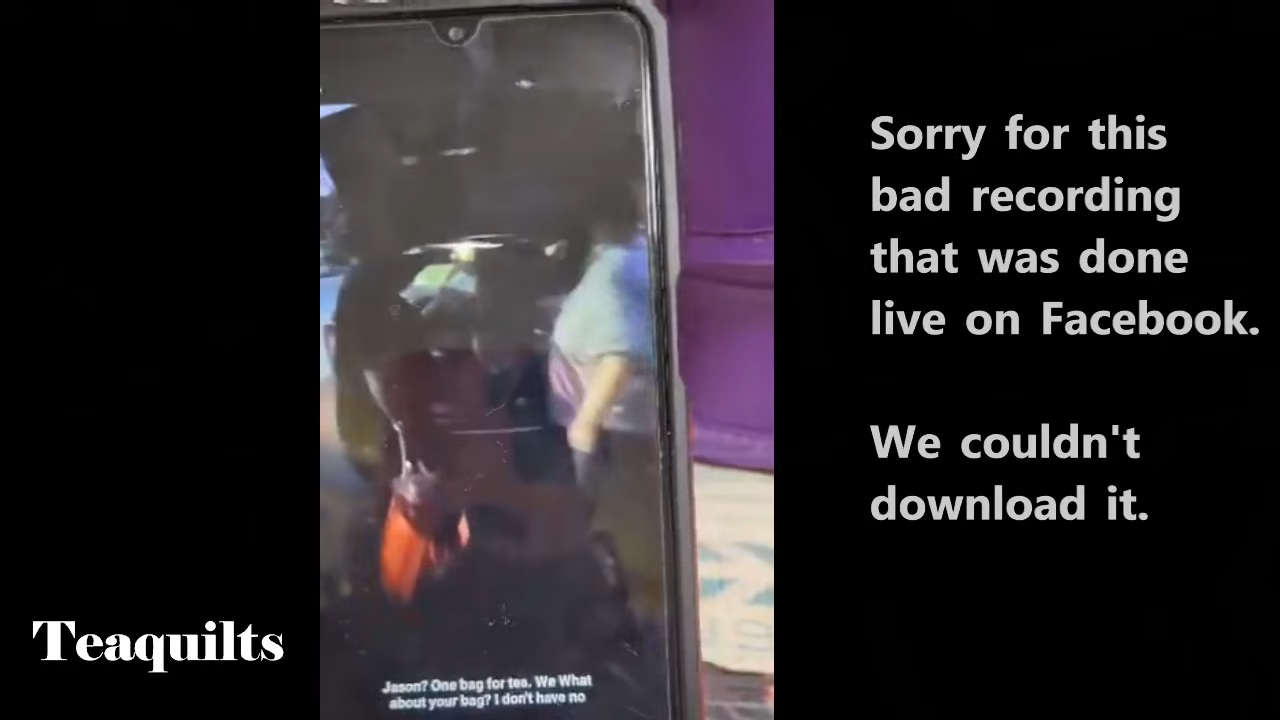 Sorry for this
bad recording
that was done
live on Facebook.
We couldn't
download it.
Teaquilts
Jason? One bag for tea. We What
about your bag? I don't have no